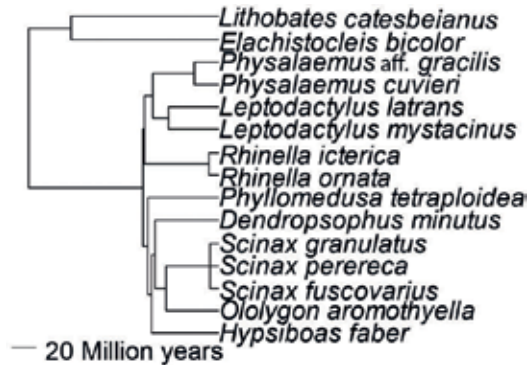 Lithobates catesbeianus
Elachistocleis bicolor
Physalaemus aff. gracilis
Physalaemus cuvieri
Leptodactylus latrans
Leptodactylus mystacinus
Rhinella icterica
Rhinella ornata
Phyllomedusa tetraploidea
Dendropsophus minutus
Scinax granulatus
Scinax perereca
Scinax fuscovarius
Ololygon aromothyella
Hypsiboas faber
20 Million years